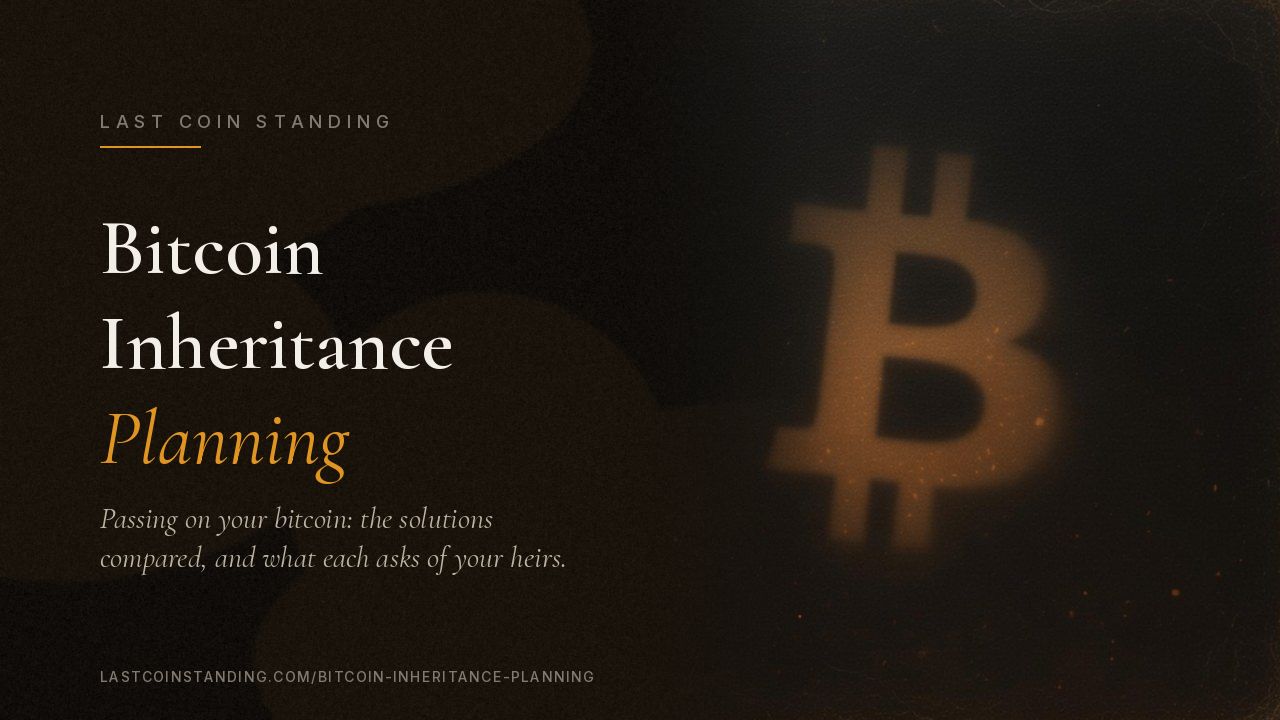 LAST COIN STANDING
Bitcoin
Inheritance
Planning
Passing on your bitcoin: the solutions
compared, and what each asks of your heirs.
LASTCOINSTANDING.COM/BITCOIN-INHERITANCE-PLANNING